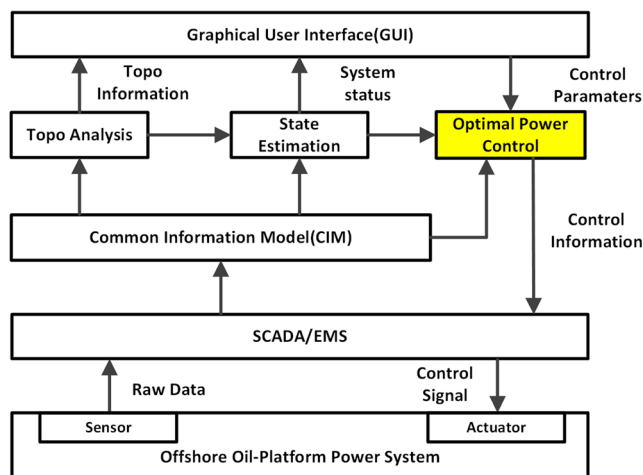 Graphical User Interface(GUI)
Topo
Information
System
status
Control
Paramaters
Topo Analysis
State
Estimation
Optimal Power
Control
Common Information Model(CIM)
Control
Information
SCADA/EMS
Raw Data
Control
Signal
Sensor
Actuator
Offshore Oil-Platform Power System